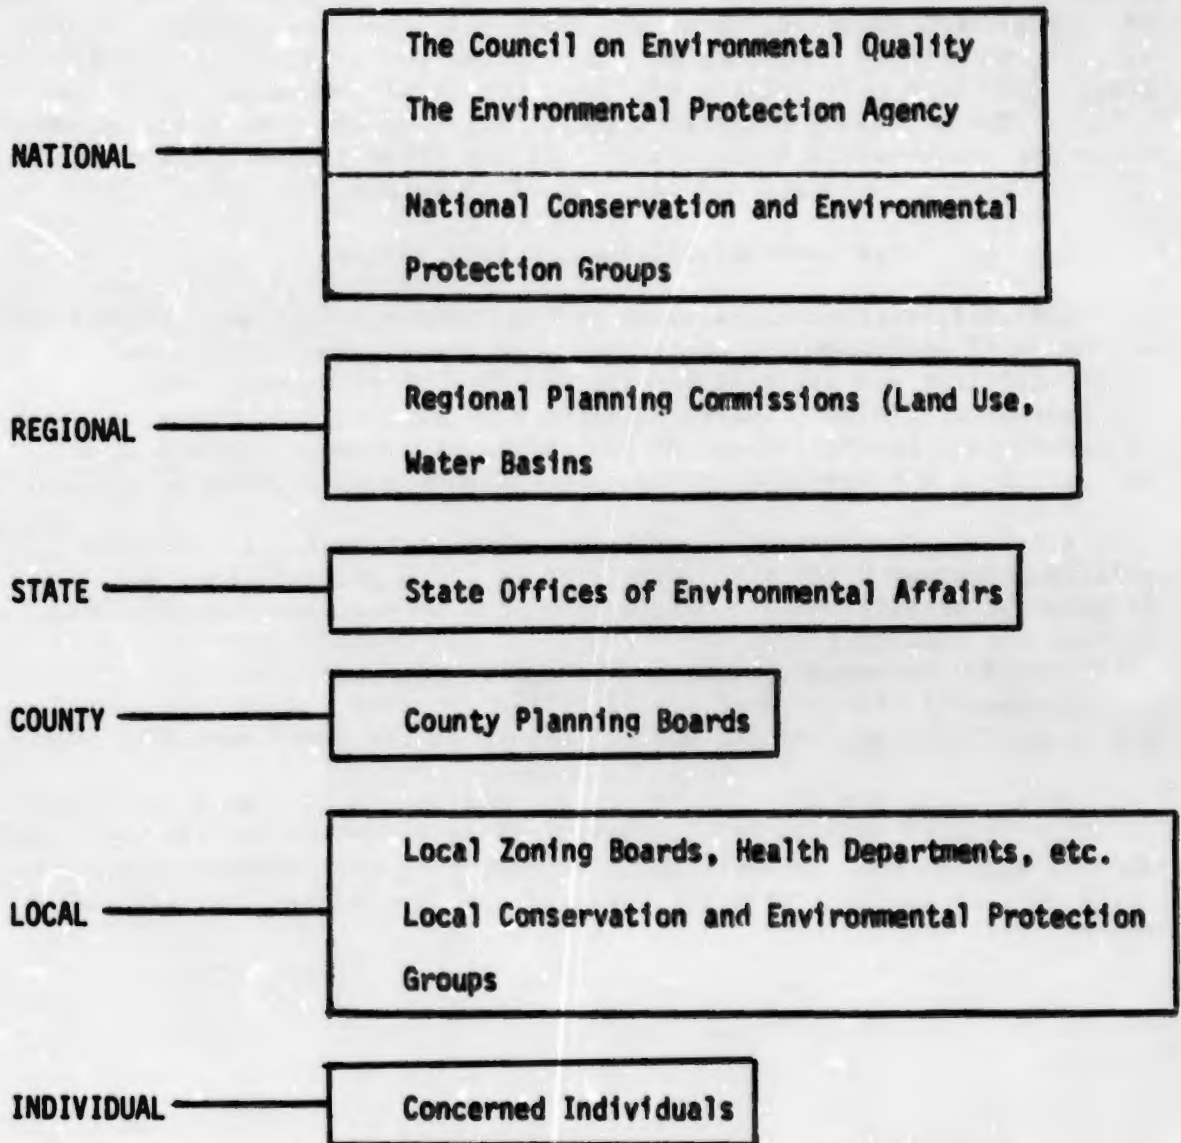 The Council on Environmental Quality
The Environmental Protection Agency
NATIONAL
National Conservation and Environmental
Protection Groups
REGIONAL
Regional Planning Commissions (Land Use,
Water Basins
STATE
State Offices of Environmental Affairs
COUNTY
County Planning Boards
LOCAL
Local Zoning Boards, Health Departments, etc.
Local Conservation and Environmental Protection
Groups
INDIVIDUAL
Concerned Individuals